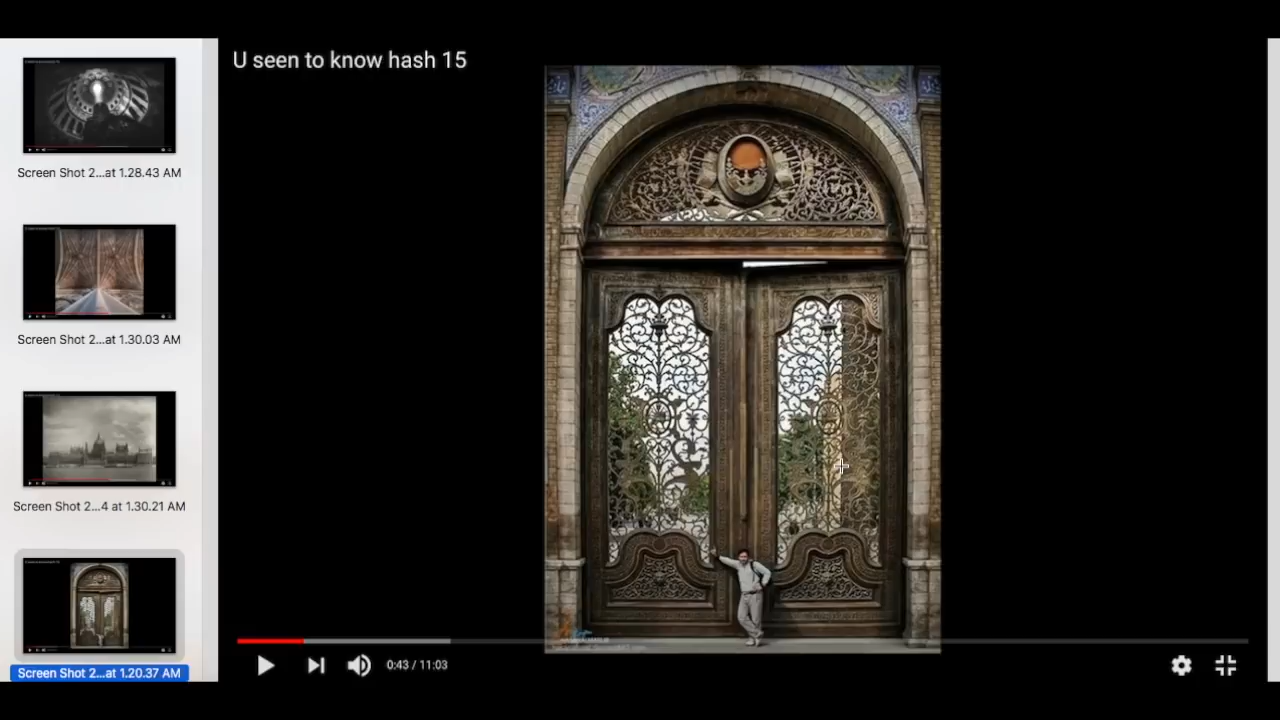 U seen to know hash 15
Screen Shot 2...at 1.28.43 AM
Screen Shot 2...at 1.30.03 AM
Screen Shot 2...4 at 1.30.21 AM
Screen Shot 2...at 1.20.37 AM
0:43 / 11:03